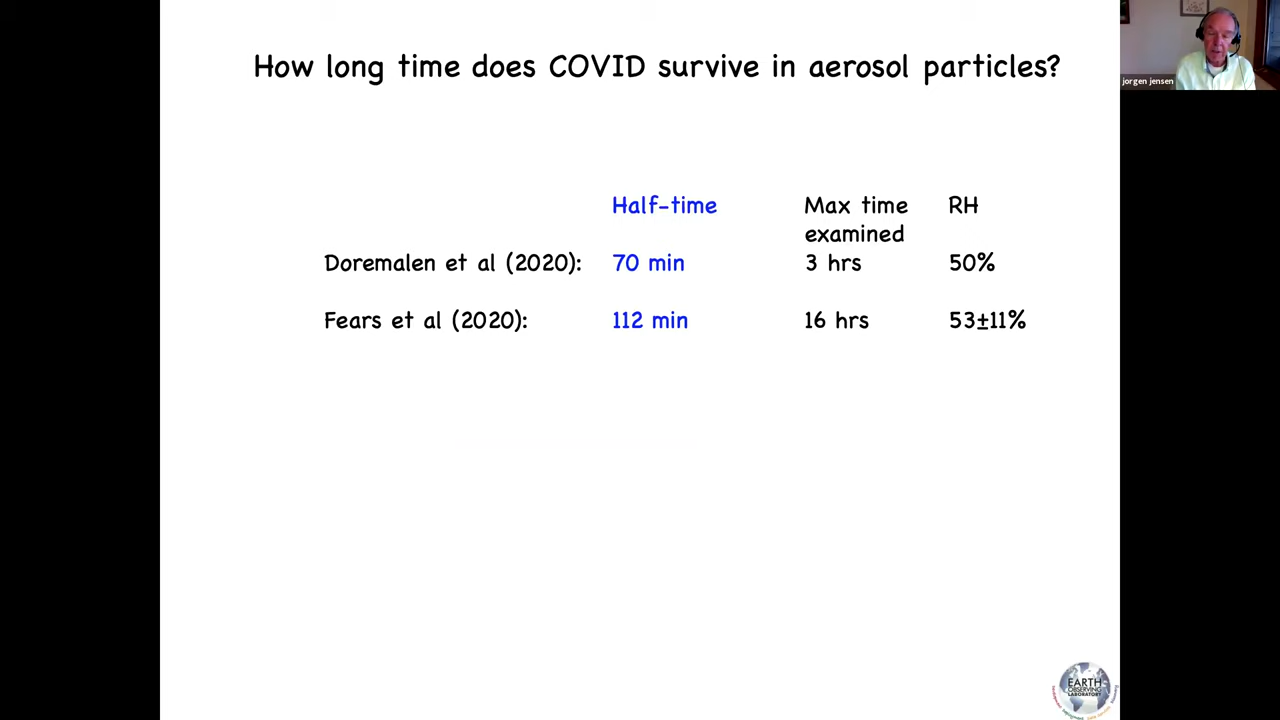 How long time does COVID survive in aerosol particles?
jorgen jensen
Half-time Max time RH
examined
Doremalen et al (2020): 70 min 3 hrs 50%
Fears et al (2020): 112 min 16 hrs 53±11%
EARTH
OBSERVING
LABORATORY